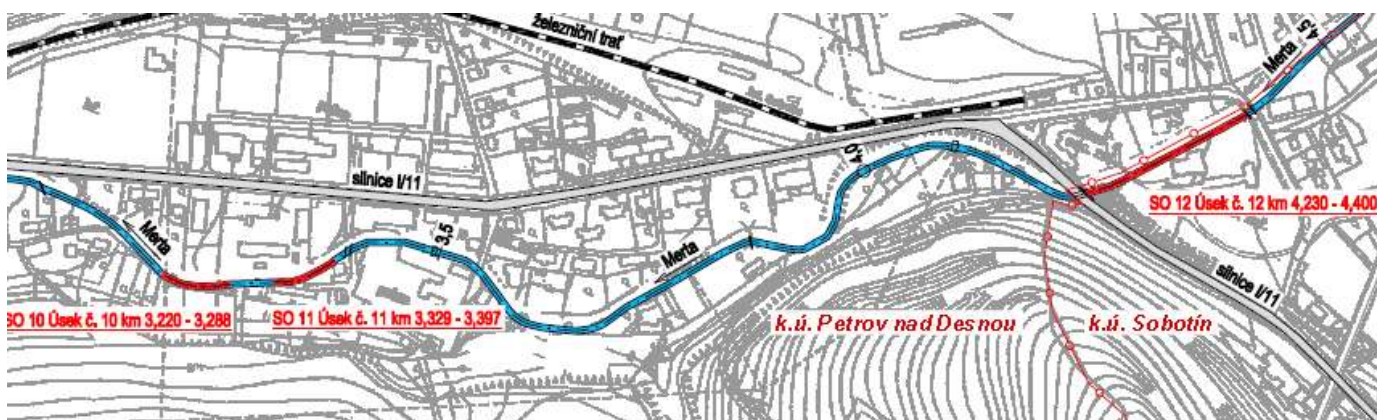 železniční trať
Merta
4,5
silnice I/11
4,0
SO 12 Úsek č. 12 km 4,230 - 4,400
Merta
3,5
Merta
silnice I/11
SO 10 Úsek č. 10 km 3,220 - 3,288
SO 11 Úsek č. 11 km 3,329 - 3,397
k.ú. Petrov nad Desnou
k.ú. Sobotín